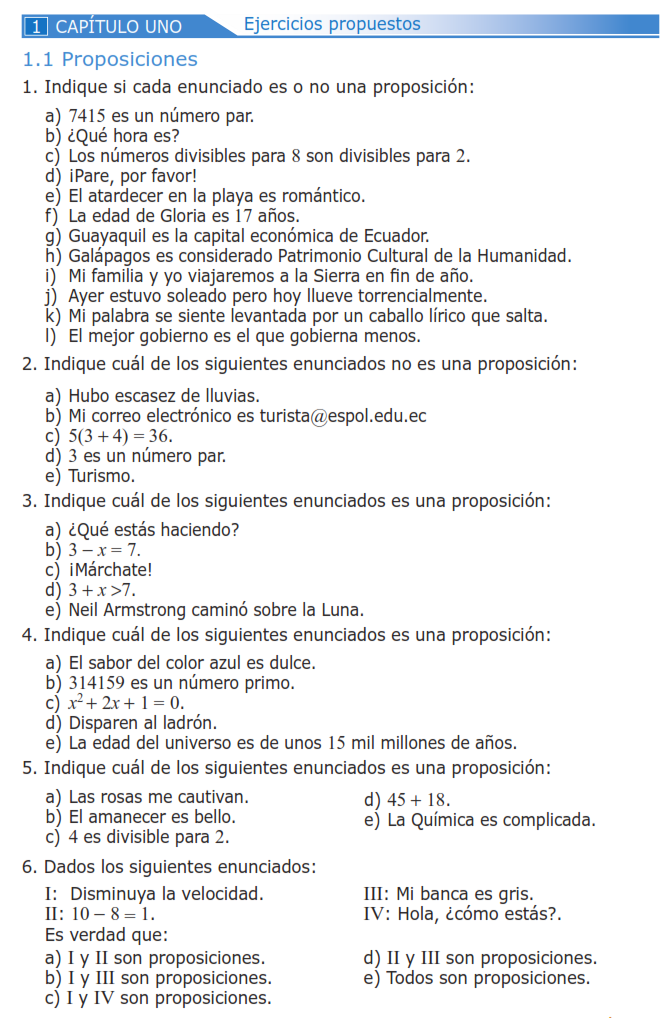 1 CAPÍTULO UNO Ejercicios propuestos
1.1 Proposiciones
1. Indique si cada enunciado es o no una proposición:
a) 7415 es un número par.
b) ¿Qué hora es?
c) Los números divisibles para 8 son divisibles para 2.
d) ¡Pare, por favor!
e) El atardecer en la playa es romántico.
f) La edad de Gloria es 17 años.
g) Guayaquil es la capital económica de Ecuador.
h) Galápagos es considerado Patrimonio Cultural de la Humanidad.
i) Mi familia y yo viajaremos a la Sierra en fin de año.
j) Ayer estuvo soleado pero hoy llueve torrencialmente.
k) Mi palabra se siente levantada por un caballo lírico que salta.
l) El mejor gobierno es el que gobierna menos.
2. Indique cuál de los siguientes enunciados no es una proposición:
a) Hubo escasez de lluvias.
b) Mi correo electrónico es turista@espol.edu.ec
c) 5(3 + 4) = 36.
d) 3 es un número par.
e) Turismo.
3. Indique cuál de los siguientes enunciados es una proposición:
a) ¿Qué estás haciendo?
b) 3 − x = 7.
c) ¡Márchate!
d) 3 + x >7.
e) Neil Armstrong caminó sobre la Luna.
4. Indique cuál de los siguientes enunciados es una proposición:
a) El sabor del color azul es dulce.
b) 314159 es un número primo.
c) x² + 2x + 1 = 0.
d) Disparen al ladrón.
e) La edad del universo es de unos 15 mil millones de años.
5. Indique cuál de los siguientes enunciados es una proposición:
a) Las rosas me cautivan.
b) El amanecer es bello.
c) 4 es divisible para 2.
d) 45 + 18.
e) La Química es complicada.
6. Dados los siguientes enunciados:
I: Disminuya la velocidad.
II: 10 − 8 = 1.
III: Mi banca es gris.
IV: Hola, ¿cómo estás?.
Es verdad que:
a) I y II son proposiciones.
b) I y III son proposiciones.
c) I y IV son proposiciones.
d) II y III son proposiciones.
e) Todos son proposiciones.